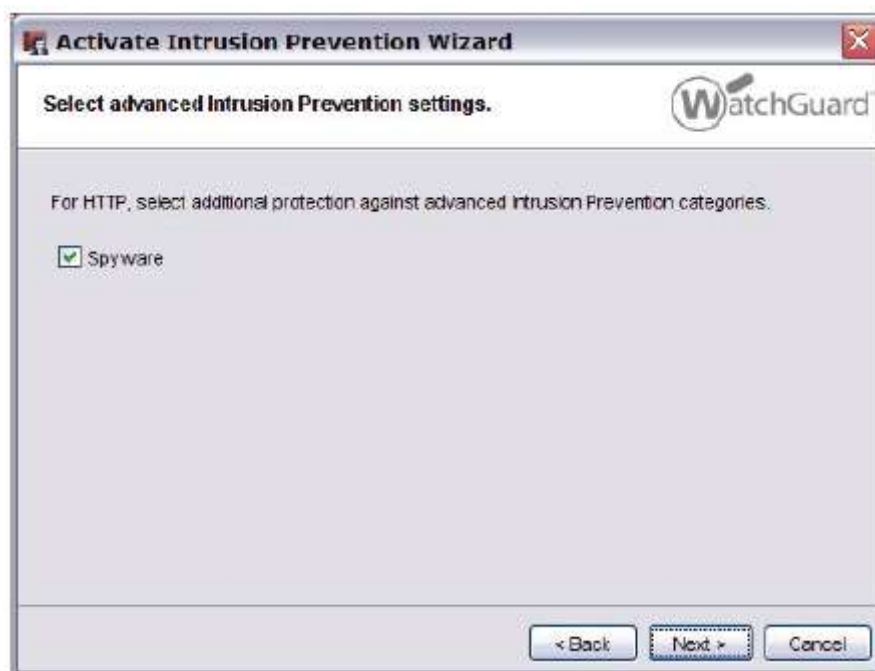 Activate Intrusion Prevention Wizard
Select advanced Intrusion Prevention settings.
WatchGuard
For HTTP, select additional protection against advanced Intrusion Prevention categories.
Spyware
< Back
Next >
Cancel